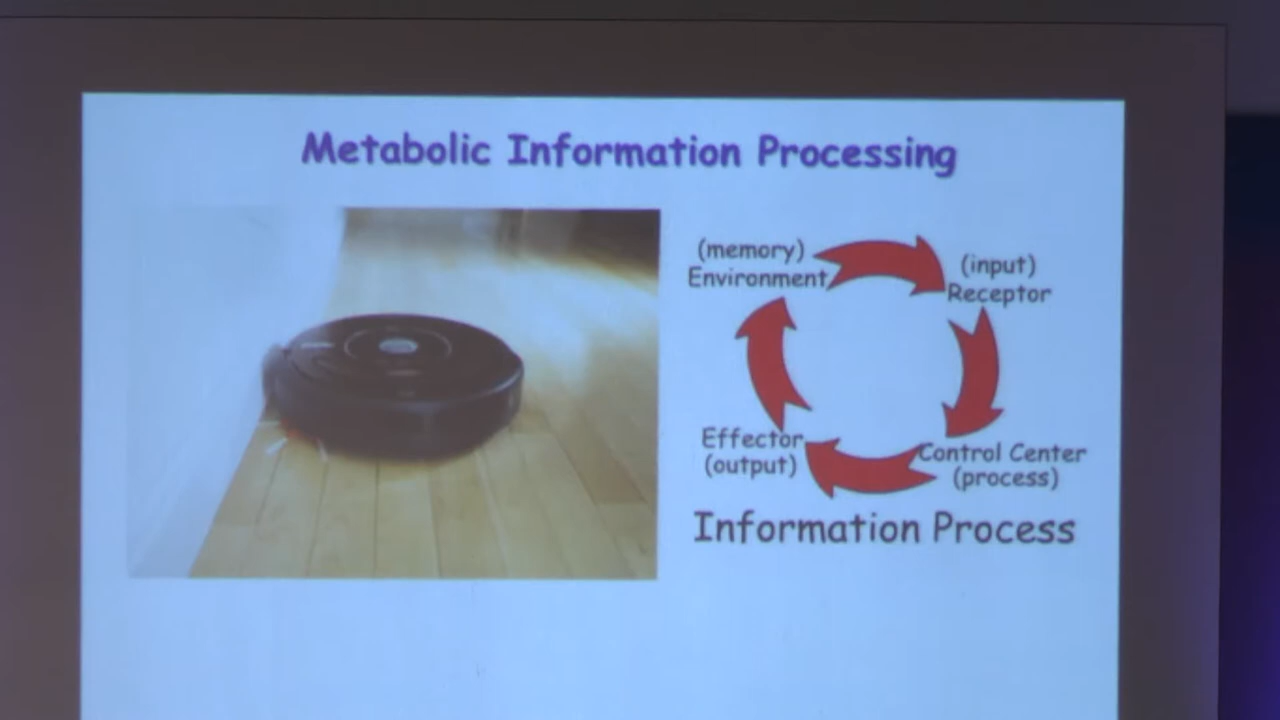 Metabolic Information Processing
(memory)
Environment
(input)
Receptor
Effector
(output)
Control Center
(process)
Information Process